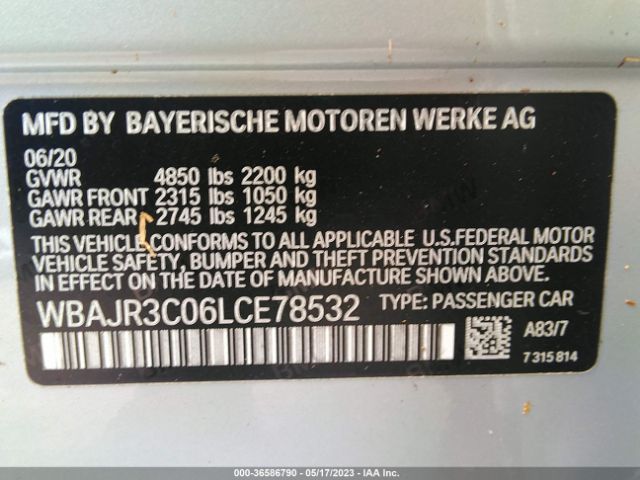 MFD BY BAYERISCHE MOTOREN WERKE AG
06/20
GVWR 4850 lbs 2200 kg
GAWR FRONT 2315 lbs 1050 kg
GAWR REAR 2745 lbs 1245 kg
THIS VEHICLE CONFORMS TO ALL APPLICABLE U.S.FEDERAL MOTOR
VEHICLE SAFETY, BUMPER AND THEFT PREVENTION STANDARDS
IN EFFECT ON THE DATE OF MANUFACTURE SHOWN ABOVE.
WBAJR3C06LCE78532 TYPE: PASSENGER CAR
A83/7
7 315 814
000-36586790 - 05/17/2023 - IAA Inc.